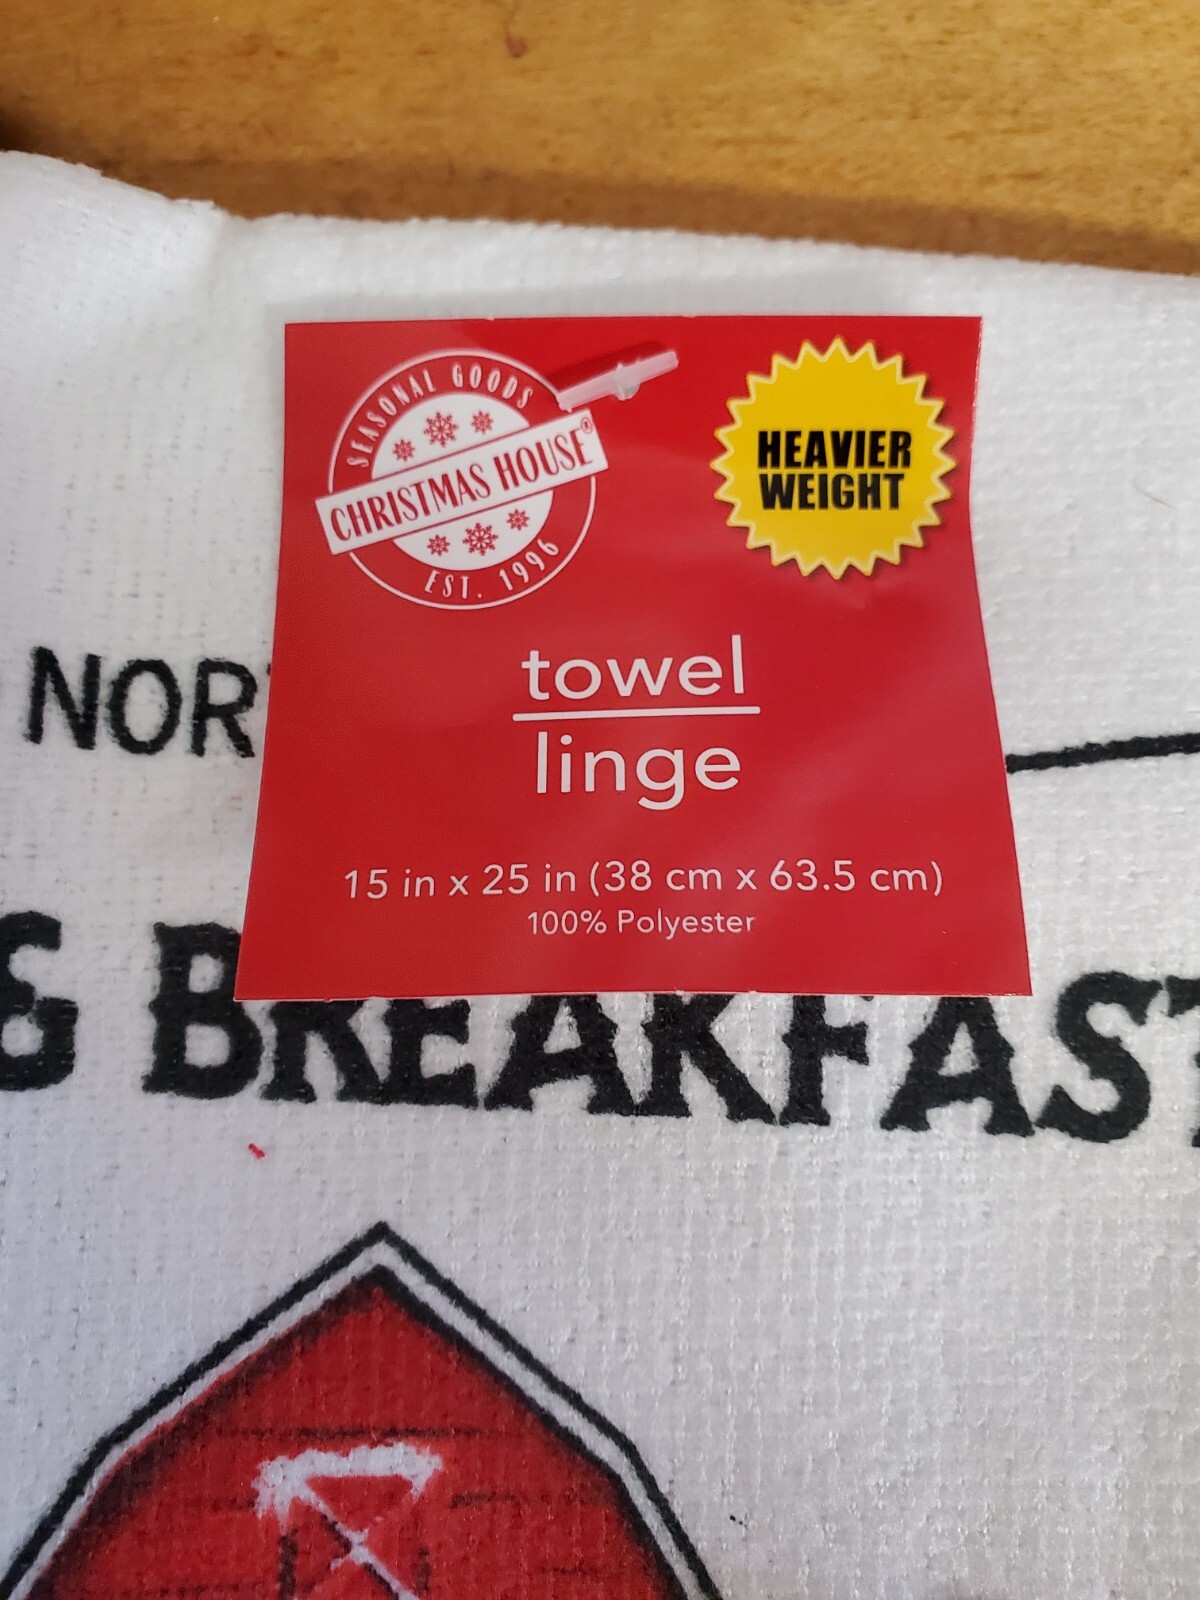 SEASONAL GOODS
CHRISTMAS HOUSE®
EST. 1996
HEAVIER
WEIGHT
towel
linge
15 in x 25 in (38 cm x 63.5 cm)
100% Polyester
NOR
& BREAKFAST